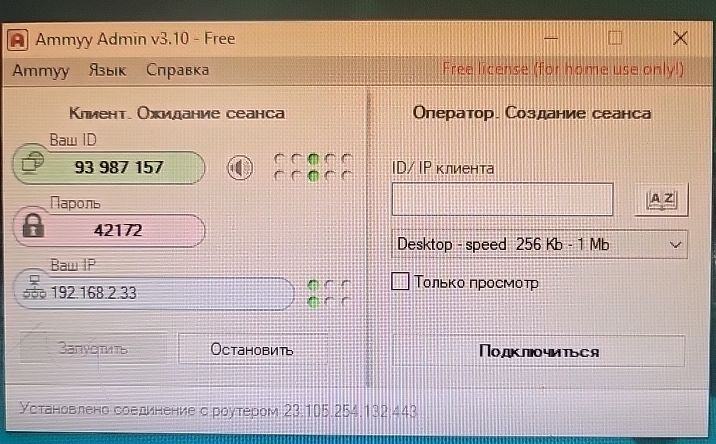 Ammyy Admin v3.10 - Free
Ammyy Язык Справка
Free license (for home use only!)
Клиент. Ожидание сеанса
Ваш ID
93 987 157
Пароль
42172
Ваш IP
192.168.2.33
Запустить
Остановить
Оператор. Создание сеанса
ID/ IP клиента
AZ
Desktop - speed 256 Kb - 1 Mb
Только просмотр
Подключиться
Установлено соединение с роутером 23.105.254.132:443